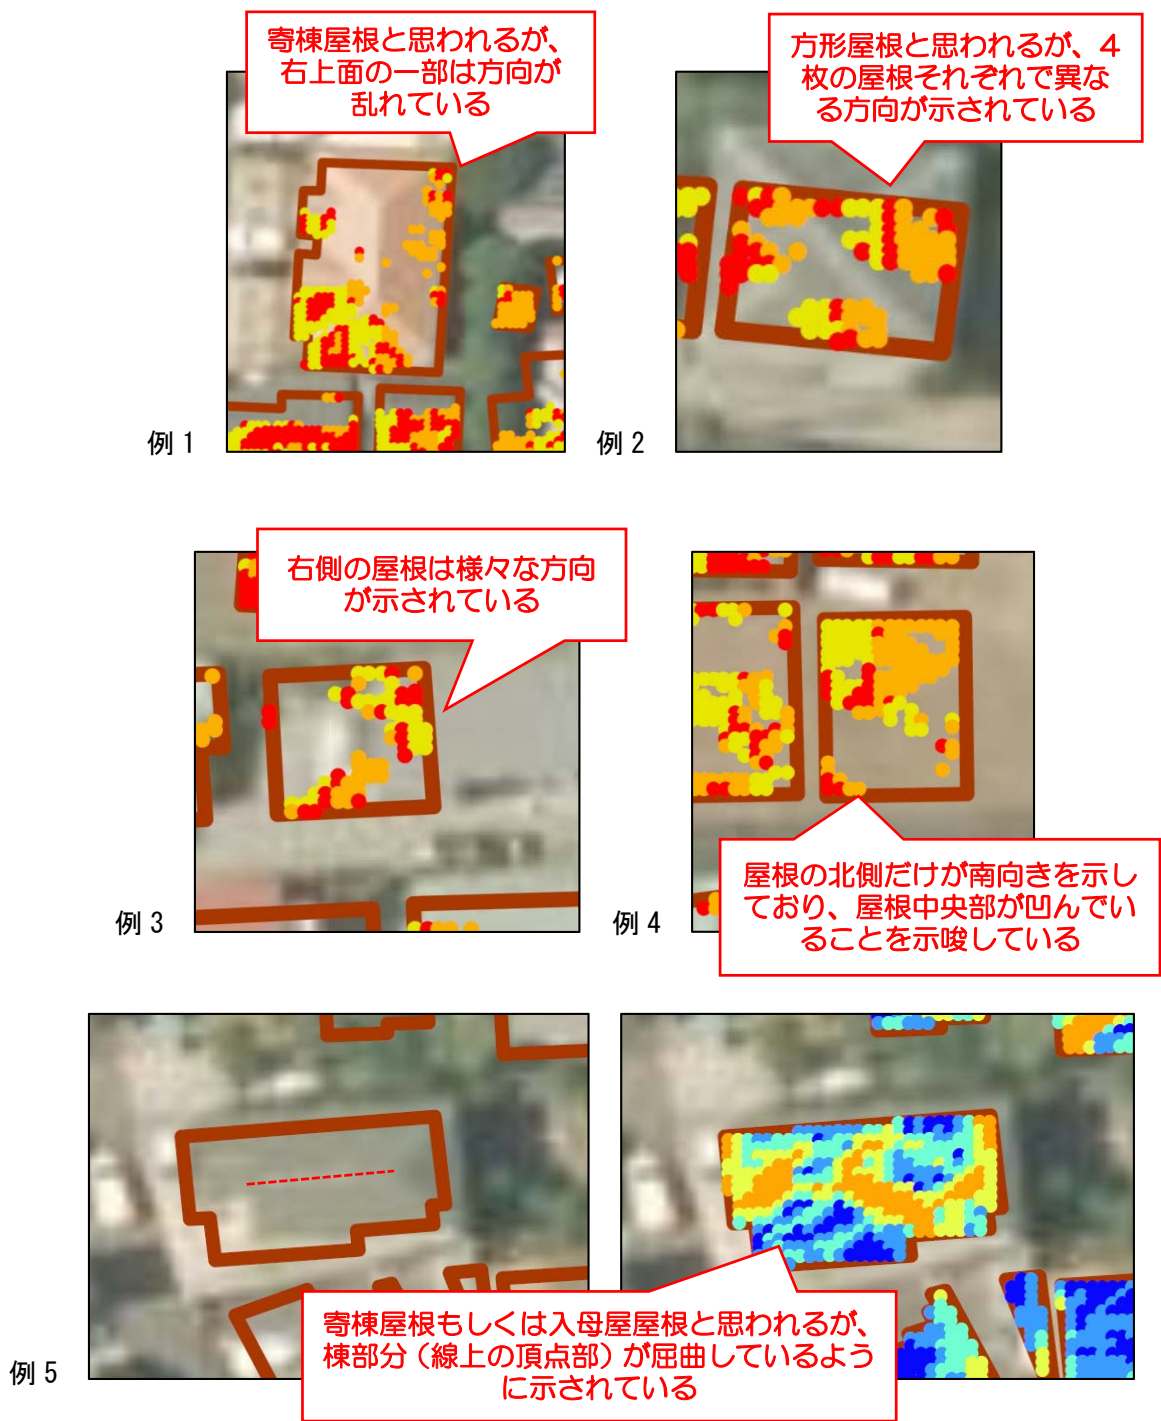 寄棟屋根と思われるが、
右上面の一部は方向が
乱れている
方形屋根と思われるが、４
枚の屋根それぞれで異な
る方向が示されている
例 1
例 2
右側の屋根は様々な方向
が示されている
例 3
例 4
屋根の北側だけが南向きを示し
ており、屋根中央部が凹んでい
ることを示唆している
例 5
寄棟屋根もしくは入母屋屋根と思われるが、
棟部分（線上の頂点部）が屈曲しているよう
に示されている